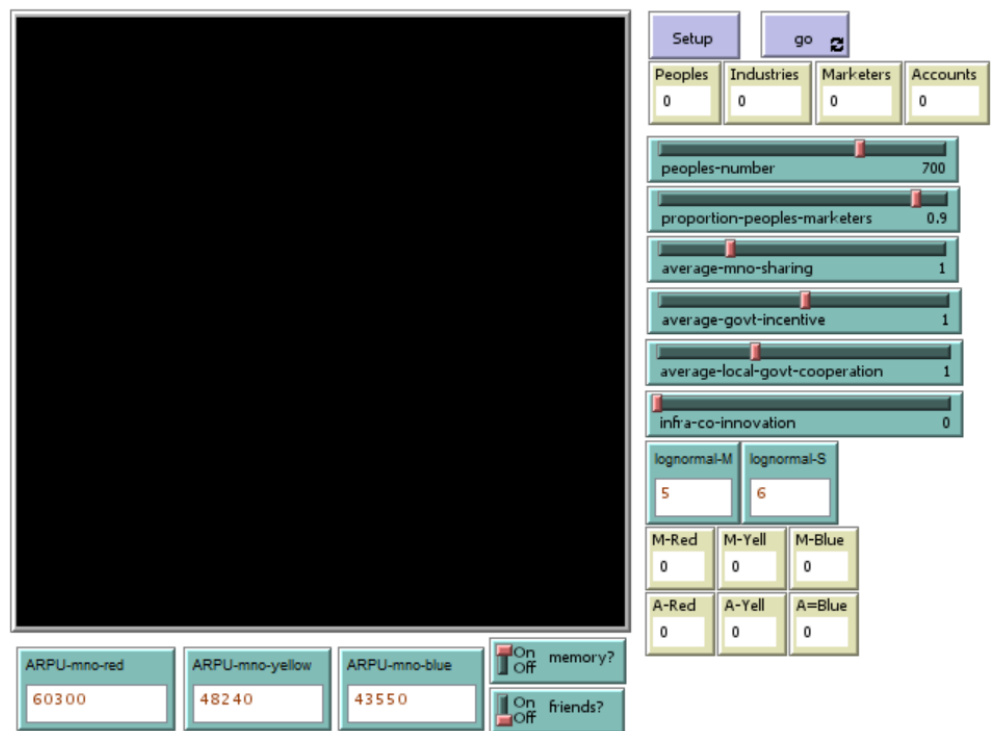 Setup go
Peoples Industries Marketers Accounts
0 0 0 0
peoples-number 700
proportion-peoples-marketers 0.9
average-mno-sharing 1
average-govt-incentive 1
average-local-govt-cooperation 1
infra-co-innovation 0
lognormal-M lognormal-S
5 6
M-Red M-Yell M-Blue
0 0 0
A-Red A-Yell A=Blue
0 0 0
ARPU-mno-red ARPU-mno-yellow ARPU-mno-blue
60300 48240 43550
On
Off memory?
On
Off friends?